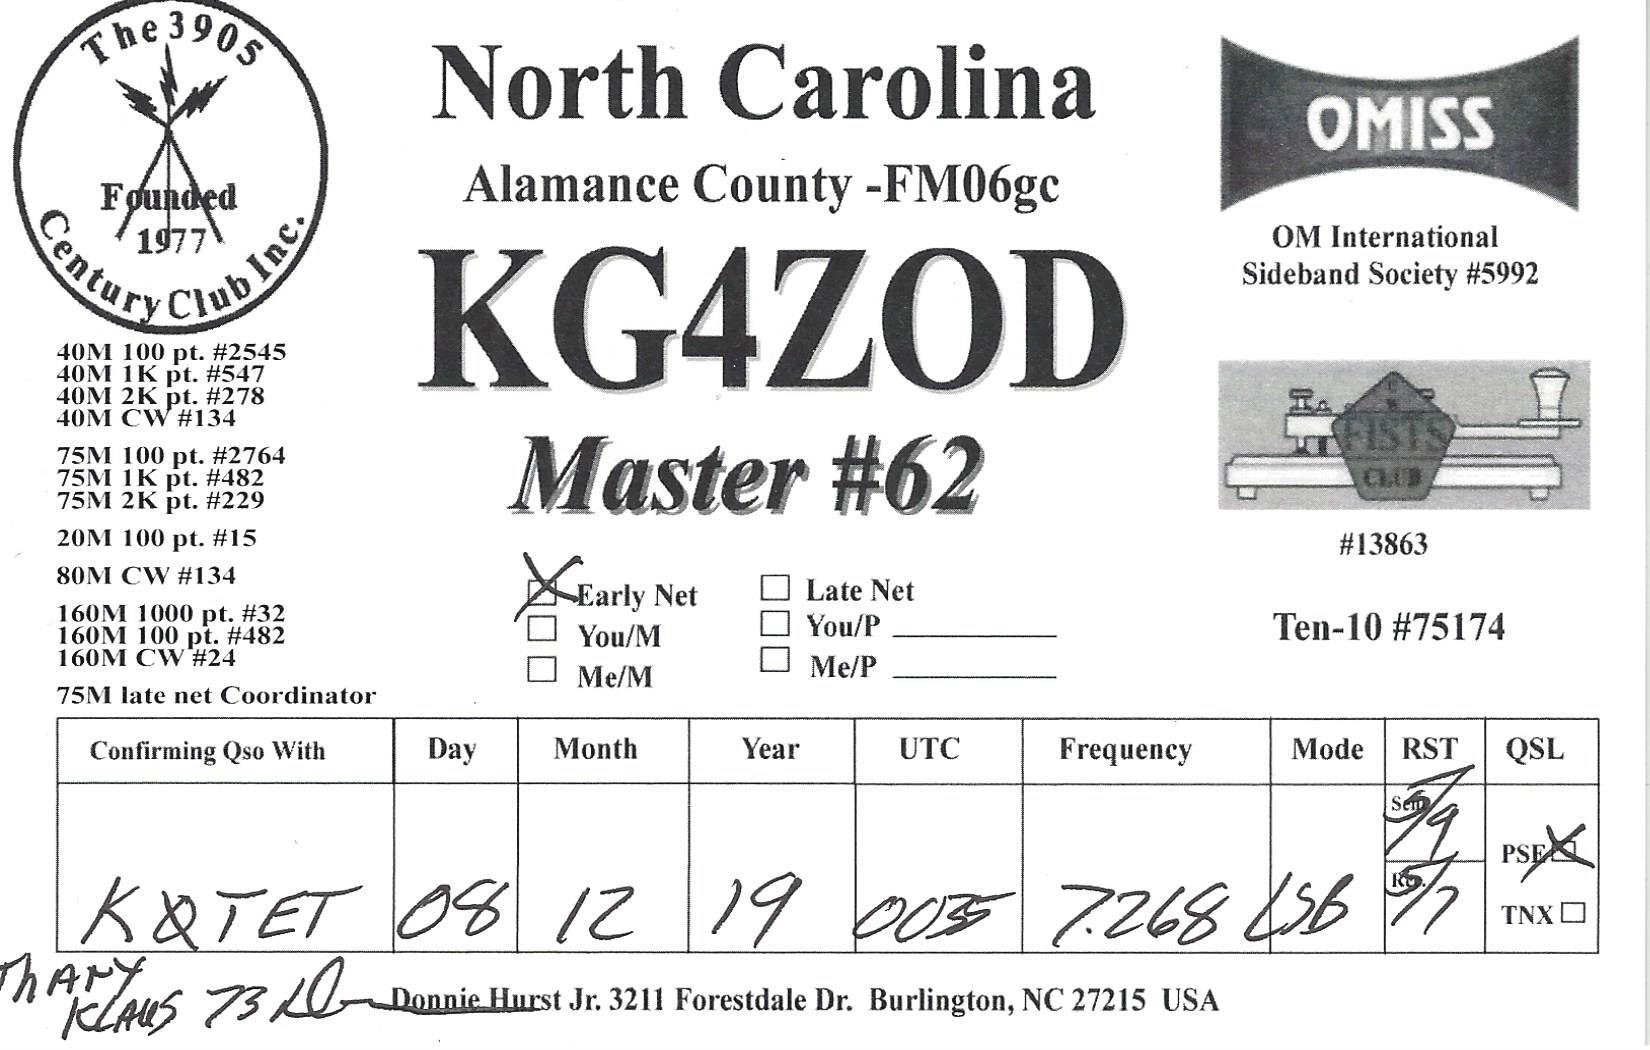 The 3905
Century Club Inc.
Founded
1977
40M 100 pt. #2545
40M 1K pt. #547
40M 2K pt. #278
40M CW #134
75M 100 pt. #2764
75M 1K pt. #482
75M 2K pt. #229
20M 100 pt. #15
80M CW #134
160M 1000 pt. #32
160M 100 pt. #482
160M CW #24
75M late net Coordinator
North Carolina
Alamance County -FM06gc
KG4ZOD
Master #62
Early Net
You/M
Me/M
Late Net
You/P
Me/P
OMISS
OM International
Sideband Society #5992
FISTS
CLUB
#13863
Ten-10 #75174
Confirming Qso With Day Month Year UTC Frequency Mode RST QSL
Sent 5/9 PSE
KØTET 08 12 19 0035 7.268 LSB 5/7 TNX
KLAUS 73
Donnie Hurst Jr. 3211 Forestdale Dr. Burlington, NC 27215 USA